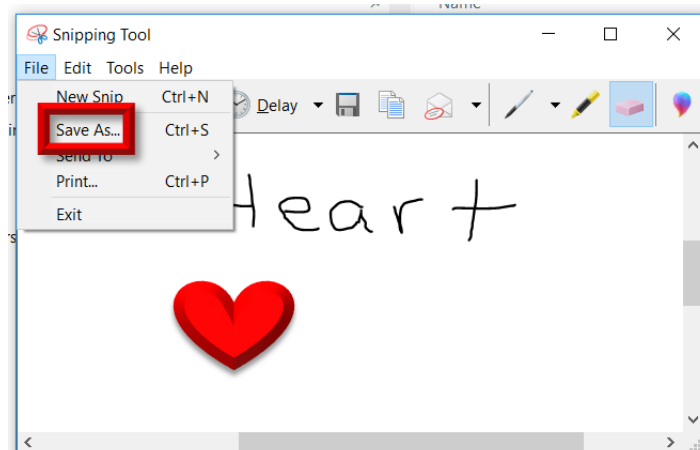 Name
Snipping Tool
File Edit Tools Help
New Snip Ctrl+N
Delay
Save As... Ctrl+S
Send To
Print... Ctrl+P
Exit
Heart